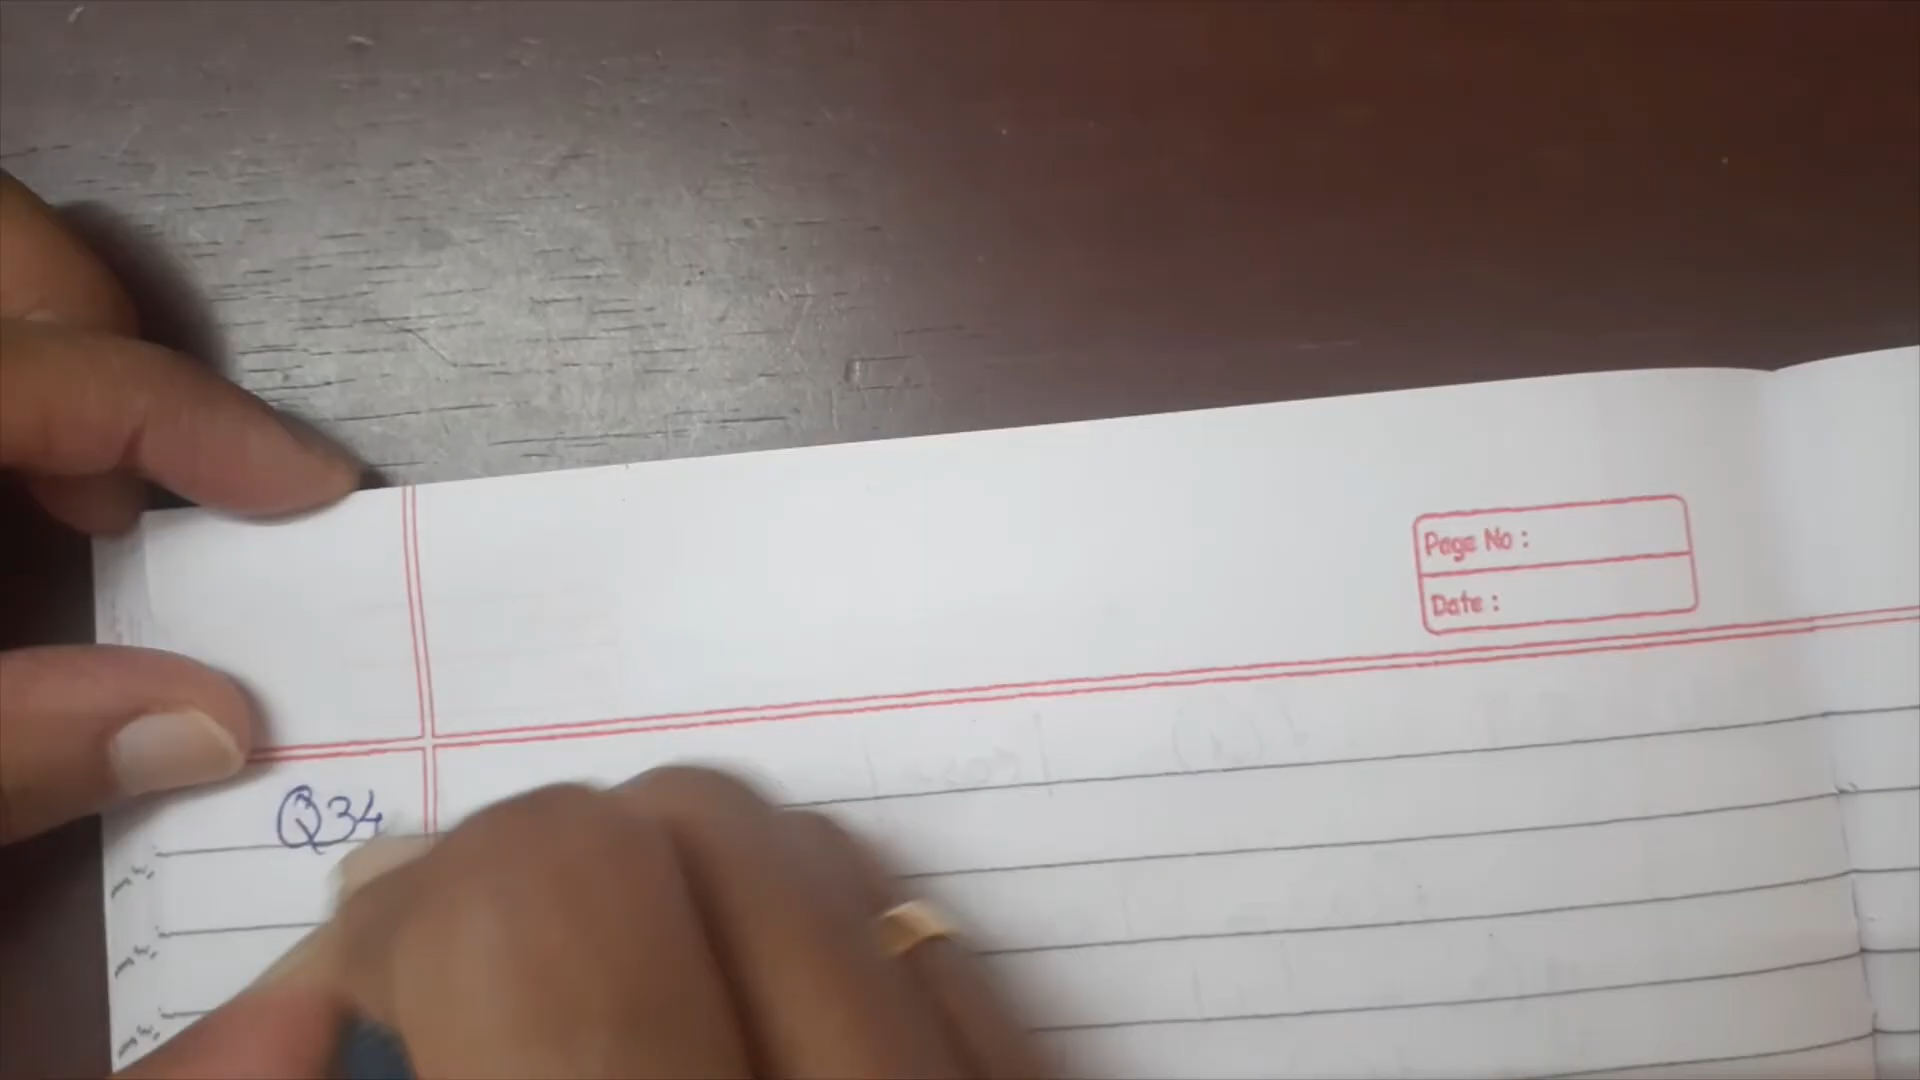 Page No :
Date :
Q34